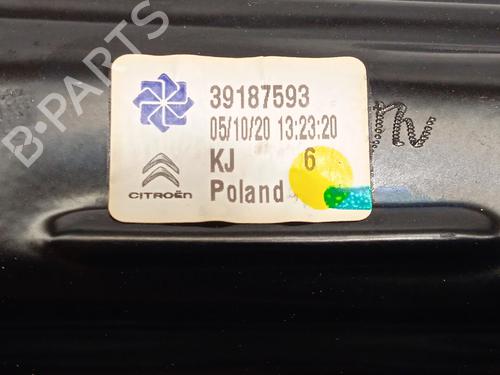 B-PARTS
39187593
05/10/20 13:23:20
KJ 6
CITROËN Poland